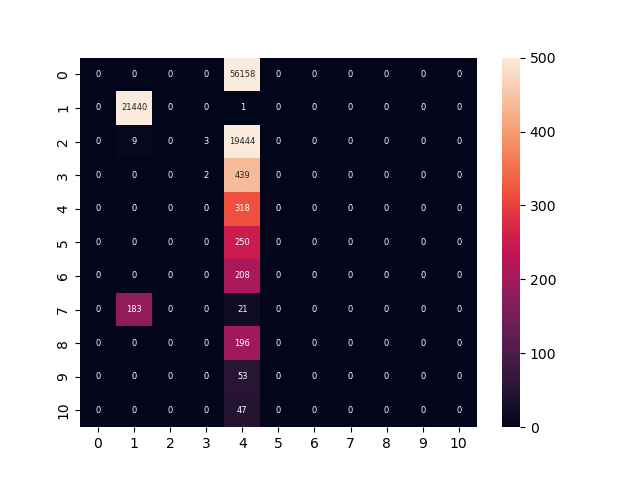 0 0 0 0 0 56158 0 0 0 0 0 0
1 0 21440 0 0 1 0 0 0 0 0 0
2 0 9 0 3 19444 0 0 0 0 0 0
3 0 0 0 2 439 0 0 0 0 0 0
4 0 0 0 0 318 0 0 0 0 0 0
5 0 0 0 0 250 0 0 0 0 0 0
6 0 0 0 0 208 0 0 0 0 0 0
7 0 183 0 0 21 0 0 0 0 0 0
8 0 0 0 0 196 0 0 0 0 0 0
9 0 0 0 0 53 0 0 0 0 0 0
10 0 0 0 0 47 0 0 0 0 0 0
0 1 2 3 4 5 6 7 8 9 10
500
400
300
200
100
0